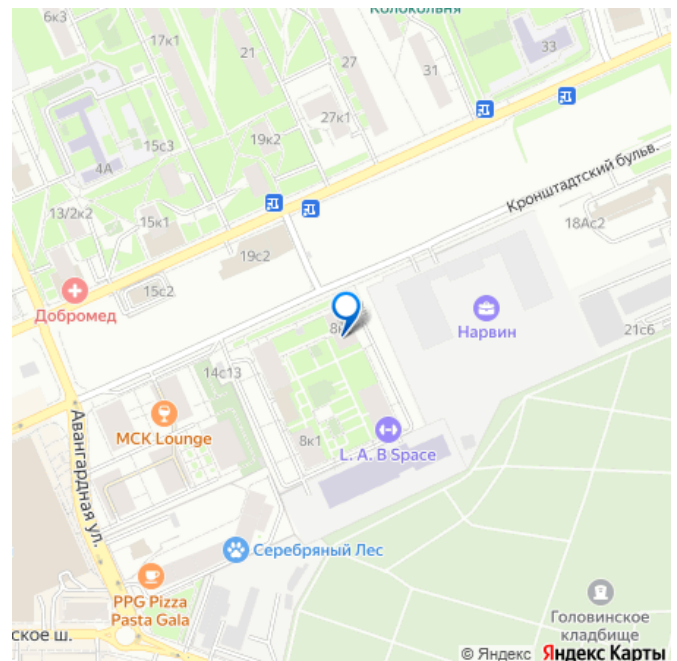 Колокольня
6к3
17к1
21
27
31
33
27к1
15с3
19к2
4А
Кронштадтский бульв.
13/2к2
15к1
18Ас2
19с2
15с2
Добромед
Нарвин
21с6
14с13
MCK Lounge
8к1
L. A. B Space
Авангардная ул.
Серебряный Лес
PPG Pizza
Pasta Gala
Головинское
кладбище
ское ш.
© Яндекс Яндекс Карты